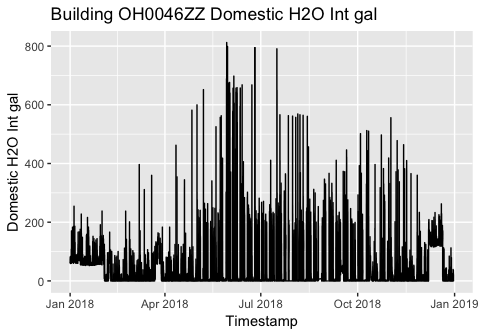 Building OH0046ZZ Domestic H2O Int gal
Domestic H2O Int gal
800
600
400
200
0
Jan 2018
Apr 2018
Jul 2018
Oct 2018
Jan 2019
Timestamp